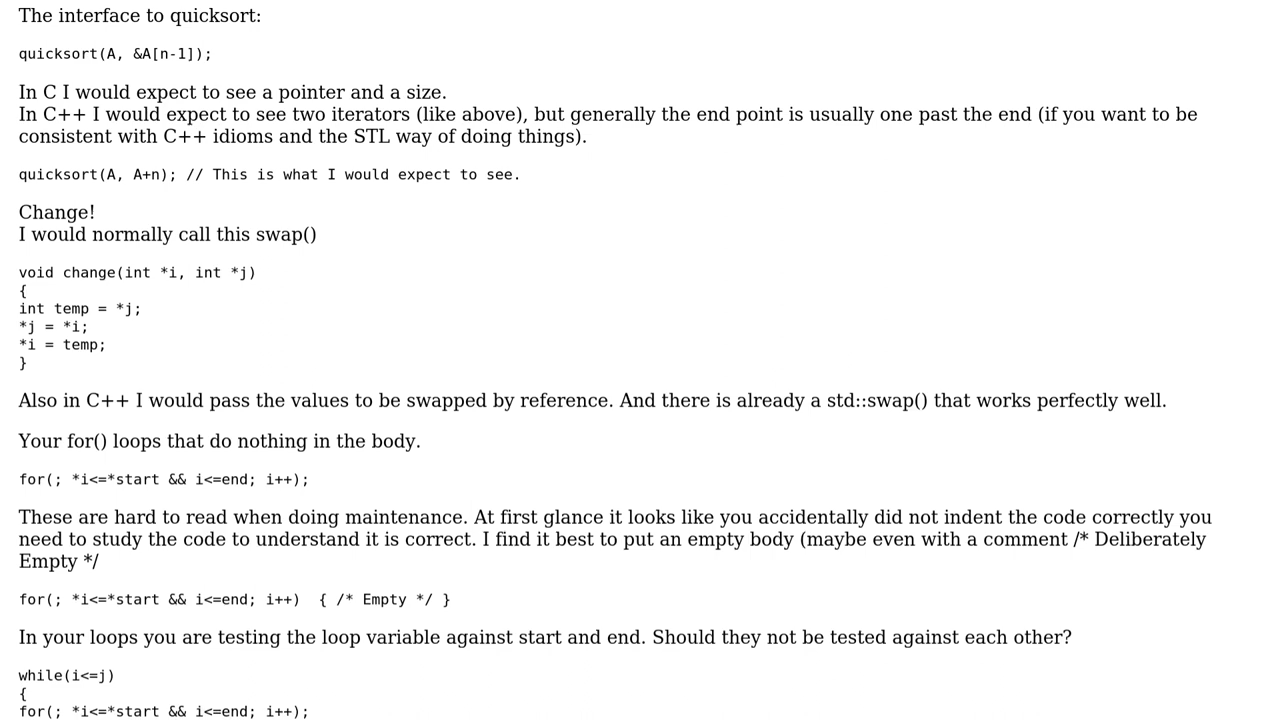 The interface to quicksort:
quicksort(A, &A[n-1]);
In C I would expect to see a pointer and a size.
In C++ I would expect to see two iterators (like above), but generally the end point is usually one past the end (if you want to be
consistent with C++ idioms and the STL way of doing things).
quicksort(A, A+n); // This is what I would expect to see.
Change!
I would normally call this swap()
void change(int *i, int *j)
{
int temp = *j;
*j = *i;
*i = temp;
}
Also in C++ I would pass the values to be swapped by reference. And there is already a std::swap() that works perfectly well.
Your for() loops that do nothing in the body.
for(; *i<=*start && i<=end; i++);
These are hard to read when doing maintenance. At first glance it looks like you accidentally did not indent the code correctly you
need to study the code to understand it is correct. I find it best to put an empty body (maybe even with a comment /* Deliberately
Empty */
for(; *i<=*start && i<=end; i++)  { /* Empty */ }
In your loops you are testing the loop variable against start and end. Should they not be tested against each other?
while(i<=j)
{
for(; *i<=*start && i<=end; i++);